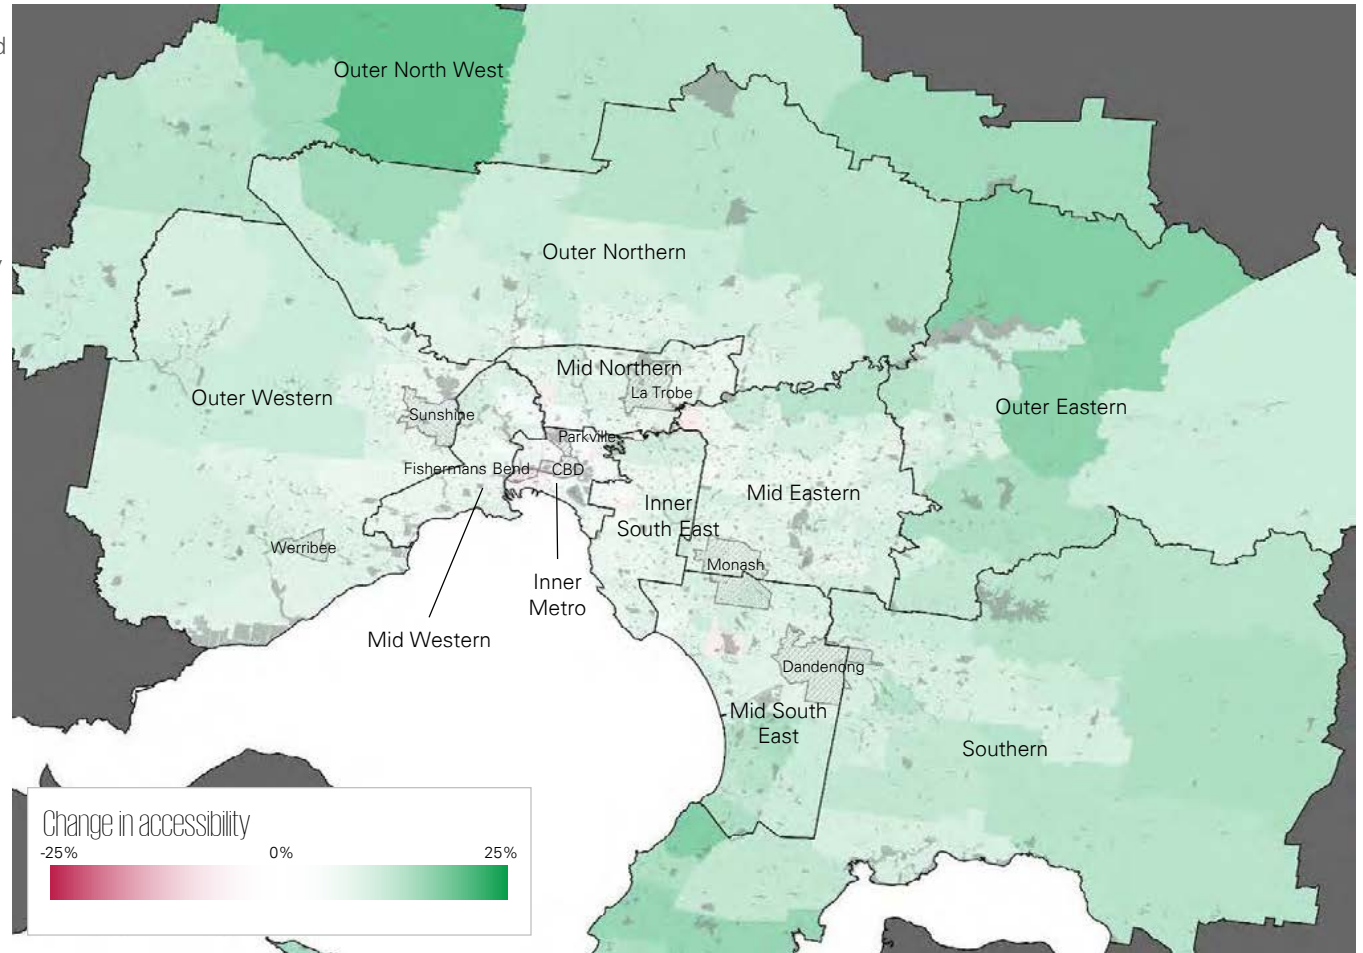 d
Outer North West
Outer Northern
Mid Northern
La Trobe
Outer Western
Sunshine
Outer Eastern
Parkville
Fishermans Bend
CBD
Mid Eastern
Inner
South East
Werribee
Monash
Inner
Metro
Mid Western
Dandenong
Mid South
East
Southern
Change in accessibility
-25%
0%
25%